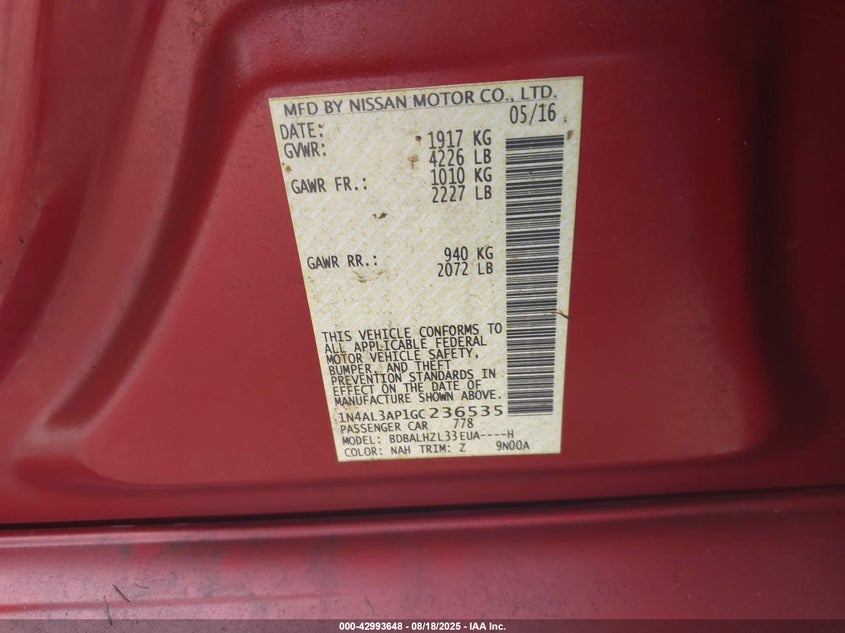 MFD BY NISSAN MOTOR CO., LTD.
DATE: 05/16
GVWR: 1917 KG
4226 LB
GAWR FR.: 1010 KG
2227 LB
GAWR RR.: 940 KG
2072 LB
THIS VEHICLE CONFORMS TO
ALL APPLICABLE FEDERAL
MOTOR VEHICLE SAFETY,
BUMPER, AND THEFT
PREVENTION STANDARDS IN
EFFECT ON THE DATE OF
MANUFACTURE SHOWN ABOVE.
1N4AL3AP1GC236535
PASSENGER CAR 778
MODEL: BDBALHZL33EUA----H
COLOR: NAH TRIM: Z 9N00A
000-42993648 - 08/18/2025 - IAA Inc.